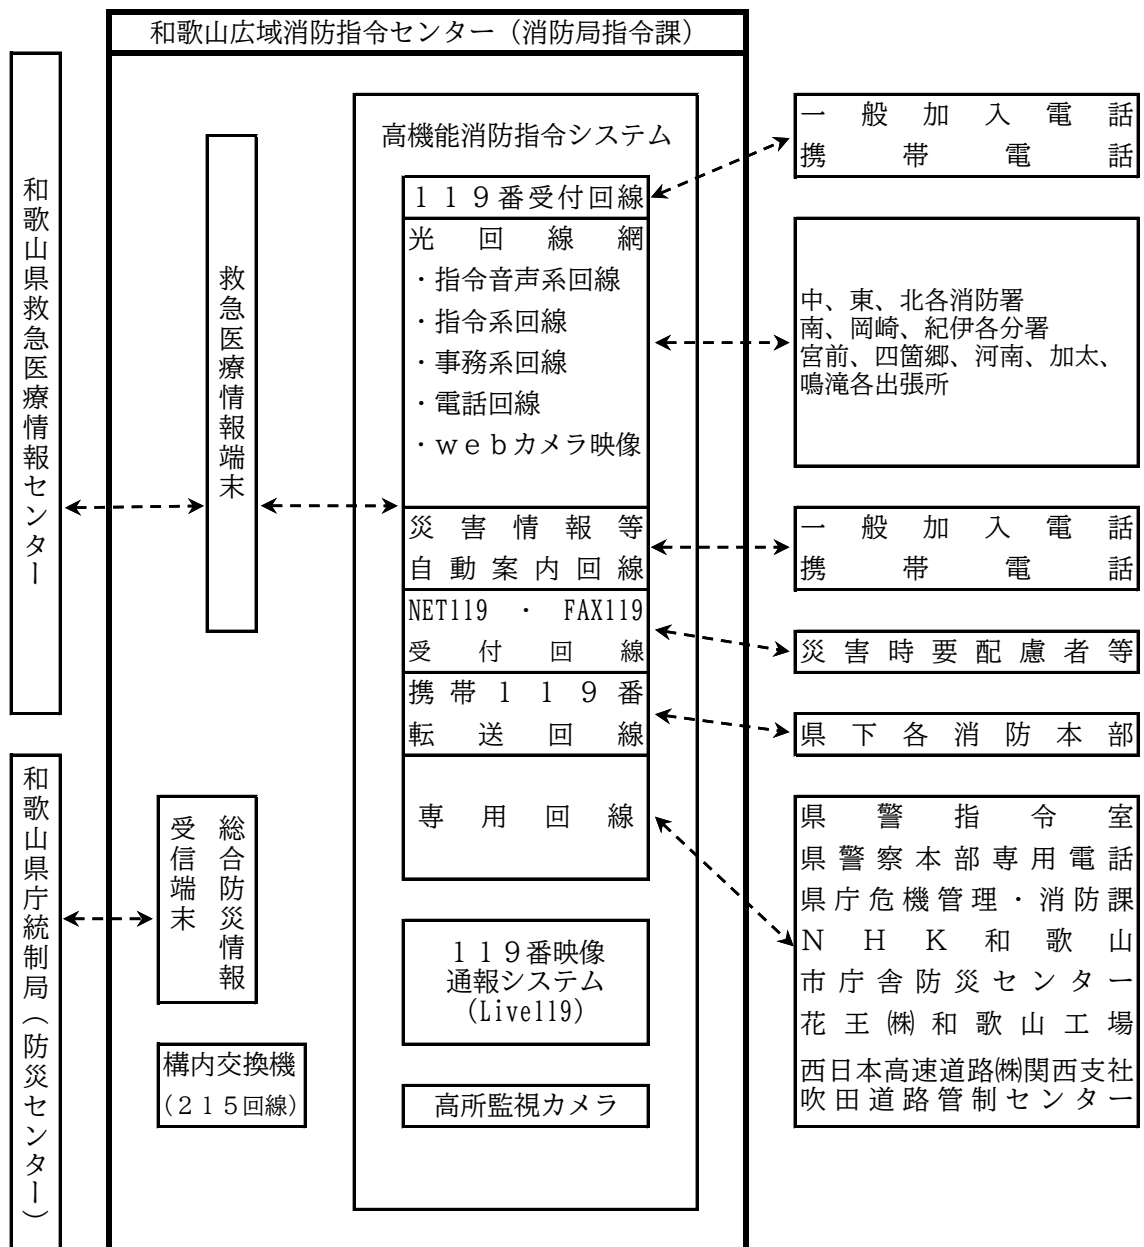 和歌山広域消防指令センター（消防局指令課）
和歌山県救急医療情報センター
和歌山県庁統制局（防災センター）
救急医療情報端末
総合防災情報
受信端末
構内交換機
（２１５回線）
高機能消防指令システム
１１９番受付回線
光回線網
・指令音声系回線
・指令系回線
・事務系回線
・電話回線
・ｗｅｂカメラ映像
災害情報等
自動案内回線
NET119 ・ FAX119
受付回線
携帯１１９番
転送回線
専用回線
１１９番映像
通報システム
（Live119）
高所監視カメラ
一般加入電話
携帯電話
中、東、北各消防署
南、岡崎、紀伊各分署
宮前、四箇郷、河南、加太、
鳴滝各出張所
一般加入電話
携帯電話
災害時要配慮者等
県下各消防本部
県警指令室
県警察本部専用電話
県庁危機管理・消防課
ＮＨＫ和歌山
市庁舎防災センター
花王㈱和歌山工場
西日本高速道路㈱関西支社
吹田道路管制センター